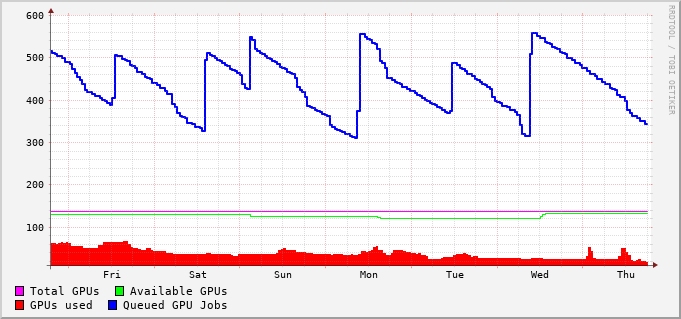 600
500
400
300
200
100
Fri Sat Sun Mon Tue Wed Thu
Total GPUs Available GPUs
GPUs used Queued GPU Jobs
RRDTOOL / TOBI OETIKER